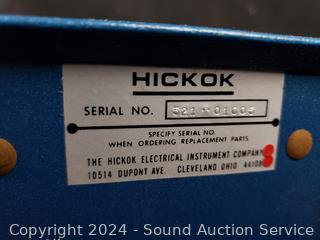 HICKOK
SERIAL NO.
SPECIFY SERIAL NO.
WHEN ORDERING REPLACEMENT PARTS
THE HICKOK ELECTRICAL INSTRUMENT COMPANY
10514 DUPONT AVE. CLEVELAND OHIO 44108
Copyright 2024 - Sound Auction Service